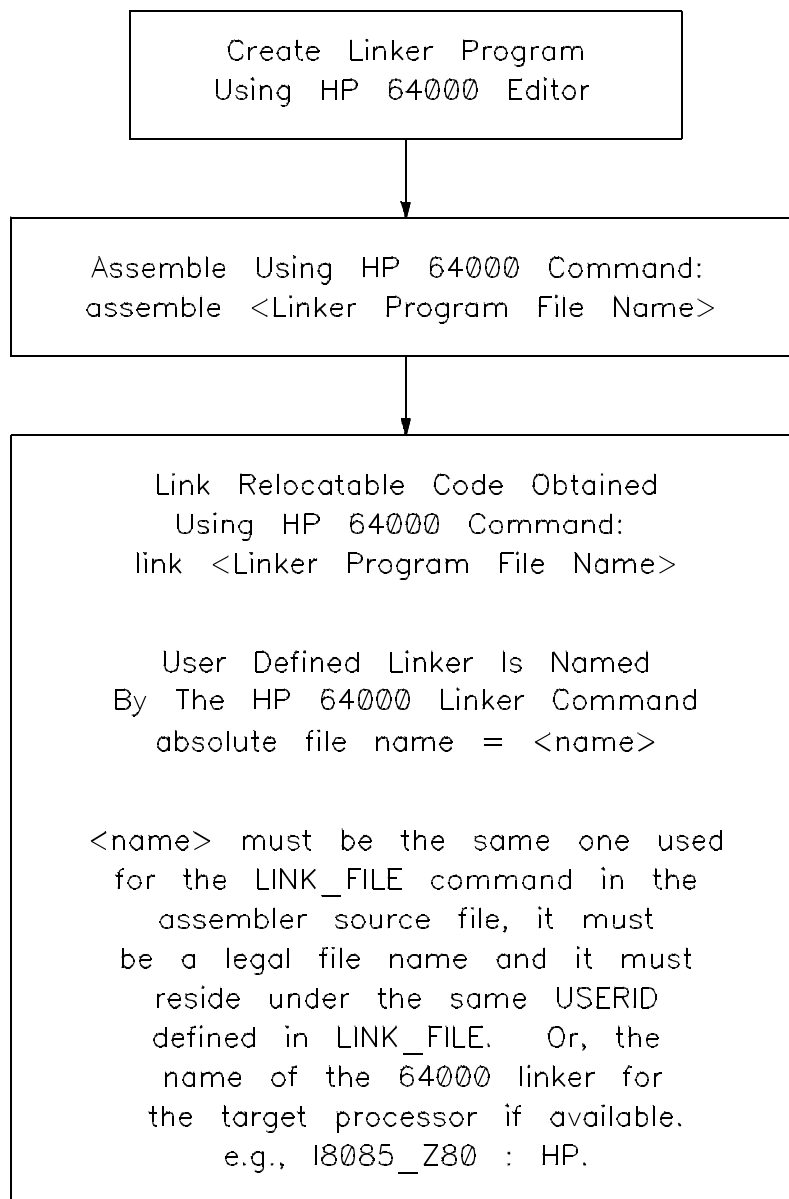 Create Linker Program
Using HP 64000 Editor
Assemble Using HP 64000 Command:
assemble <Linker Program File Name>
Link Relocatable Code Obtained
Using HP 64000 Command:
link <Linker Program File Name>
User Defined Linker Is Named
By The HP 64000 Linker Command
absolute file name = <name>
<name> must be the same one used
for the LINK_FILE command in the
assembler source file, it must
be a legal file name and it must
reside under the same USERID
defined in LINK_FILE. Or, the
name of the 64000 linker for
the target processor if available.
e.g., I8085_Z80 : HP.